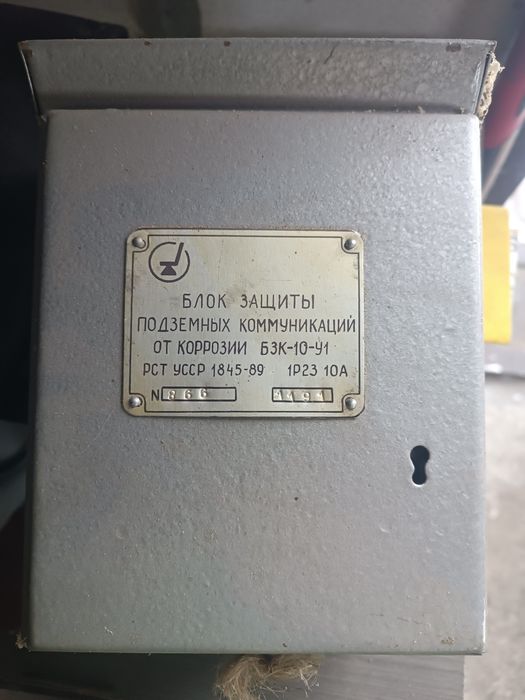 БЛОК ЗАЩИТЫ
ПОДЗЕМНЫХ КОММУНИКАЦИЙ
ОТ КОРРОЗИИ БЗК-10-У1
РСТ УССР 1845-89 1Р23 10А
N 866 1191